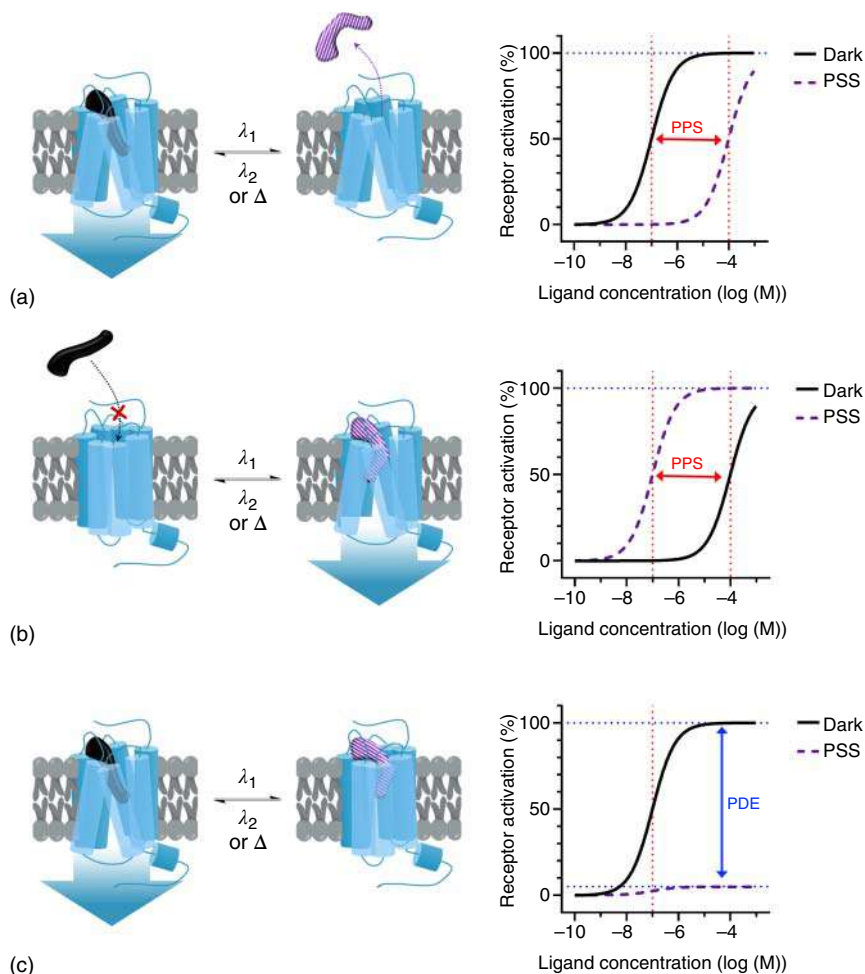 λ1
λ2
or Δ
Receptor activation (%)
100
50
0
PPS
Dark
PSS
−10 −8 −6 −4
Ligand concentration (log (M))
(a)
λ1
λ2
or Δ
Receptor activation (%)
100
50
0
PPS
Dark
PSS
−10 −8 −6 −4
Ligand concentration (log (M))
(b)
λ1
λ2
or Δ
Receptor activation (%)
100
50
0
PDE
Dark
PSS
−10 −8 −6 −4
Ligand concentration (log (M))
(c)